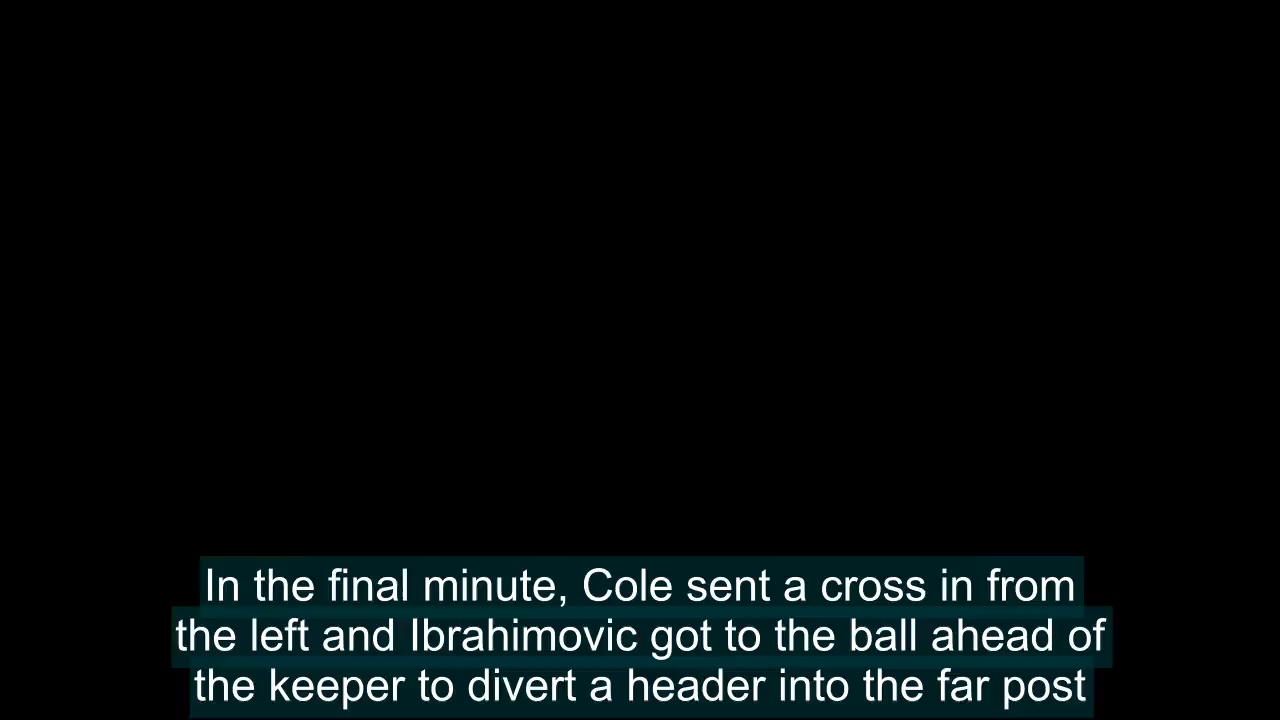 In the final minute, Cole sent a cross in from
the left and Ibrahimovic got to the ball ahead of
the keeper to divert a header into the far post